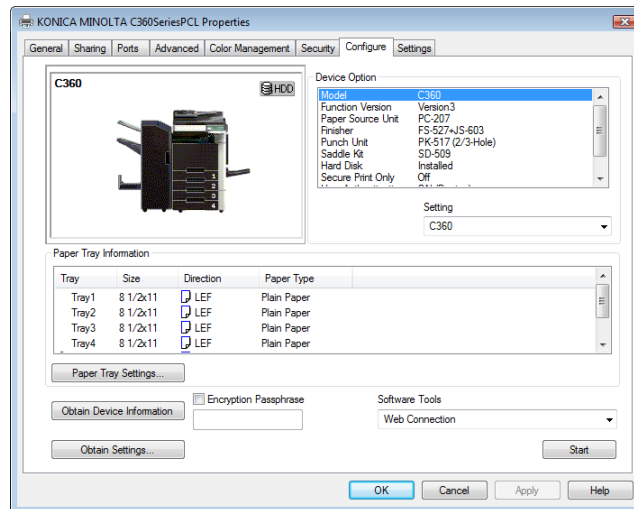 KONICA MINOLTA C360SeriesPCL Properties
General Sharing Ports Advanced Color Management Security Configure Settings
C360
HDD
1
2
3
4
Device Option
Model C360
Function Version Version3
Paper Source Unit PC-207
Finisher FS-527+JS-603
Punch Unit PK-517 (2/3-Hole)
Saddle Kit SD-509
Hard Disk Installed
Secure Print Only Off
Setting
C360
Paper Tray Information
Tray Size Direction Paper Type
Tray1 8 1/2x11 LEF Plain Paper
Tray2 8 1/2x11 LEF Plain Paper
Tray3 8 1/2x11 LEF Plain Paper
Tray4 8 1/2x11 LEF Plain Paper
Paper Tray Settings...
Obtain Device Information
Encryption Passphrase
Software Tools
Web Connection
Obtain Settings...
Start
OK Cancel Apply Help